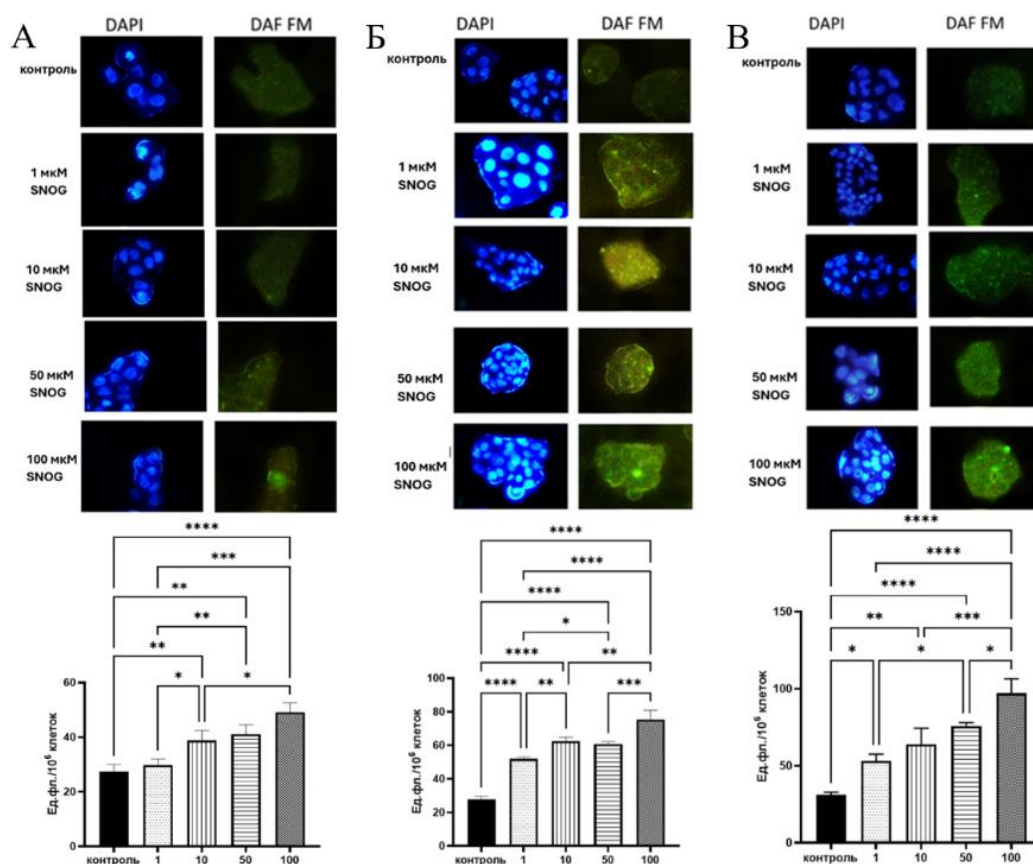 А
DAPI
DAF FM
контроль
1 мкМ
SNOG
10 мкМ
SNOG
50 мкМ
SNOG
100 мкМ
SNOG
****
***
**
**
**
*
*
Ед.фл./10⁶ клеток
60
40
20
0
контроль
1
10
50
100
Б
DAPI
DAF FM
контроль
1 мкМ
SNOG
10 мкМ
SNOG
50 мкМ
SNOG
100 мкМ
SNOG
****
****
****
*
****
**
****
**
***
Ед.фл./10⁶ клеток
100
80
60
40
20
0
контроль
1
10
50
100
В
DAPI
DAF FM
контроль
1 мкМ
SNOG
10 мкМ
SNOG
50 мкМ
SNOG
100 мкМ
SNOG
****
****
****
**
***
*
*
*
Ед.фл./10⁶ клеток
150
100
50
0
контроль
1
10
50
100